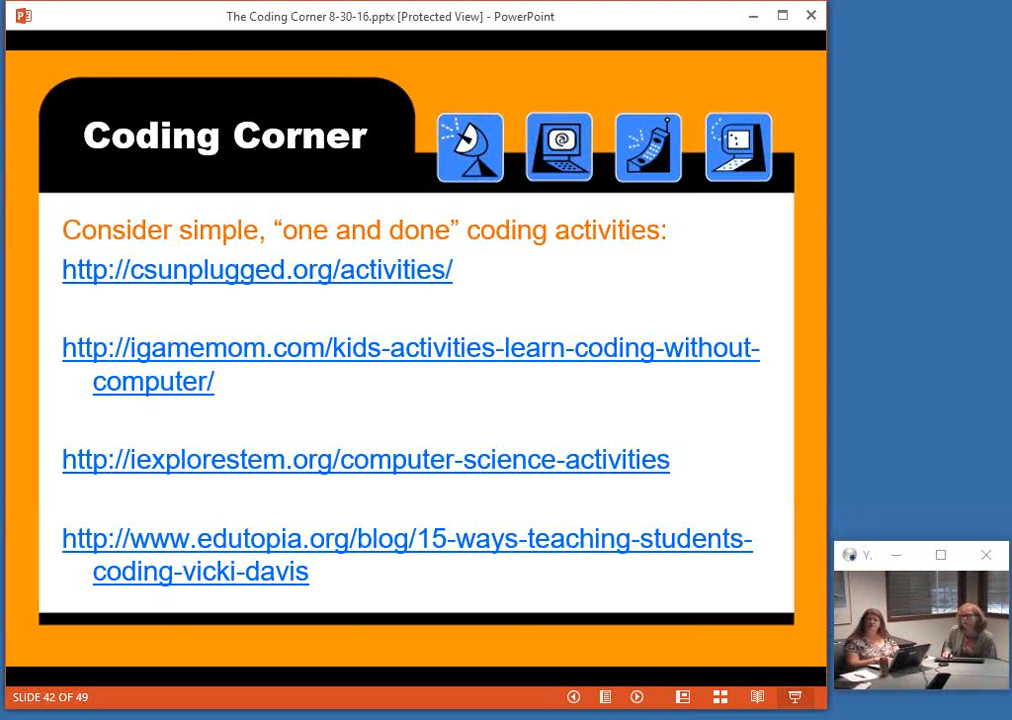 The Coding Corner 8-30-16.pptx [Protected View] - PowerPoint
Coding Corner
Consider simple, “one and done” coding activities:
http://csunplugged.org/activities/
http://igamemom.com/kids-activities-learn-coding-without-
computer/
http://iexplorestem.org/computer-science-activities
http://www.edutopia.org/blog/15-ways-teaching-students-
coding-vicki-davis
Y.
SLIDE 42 OF 49